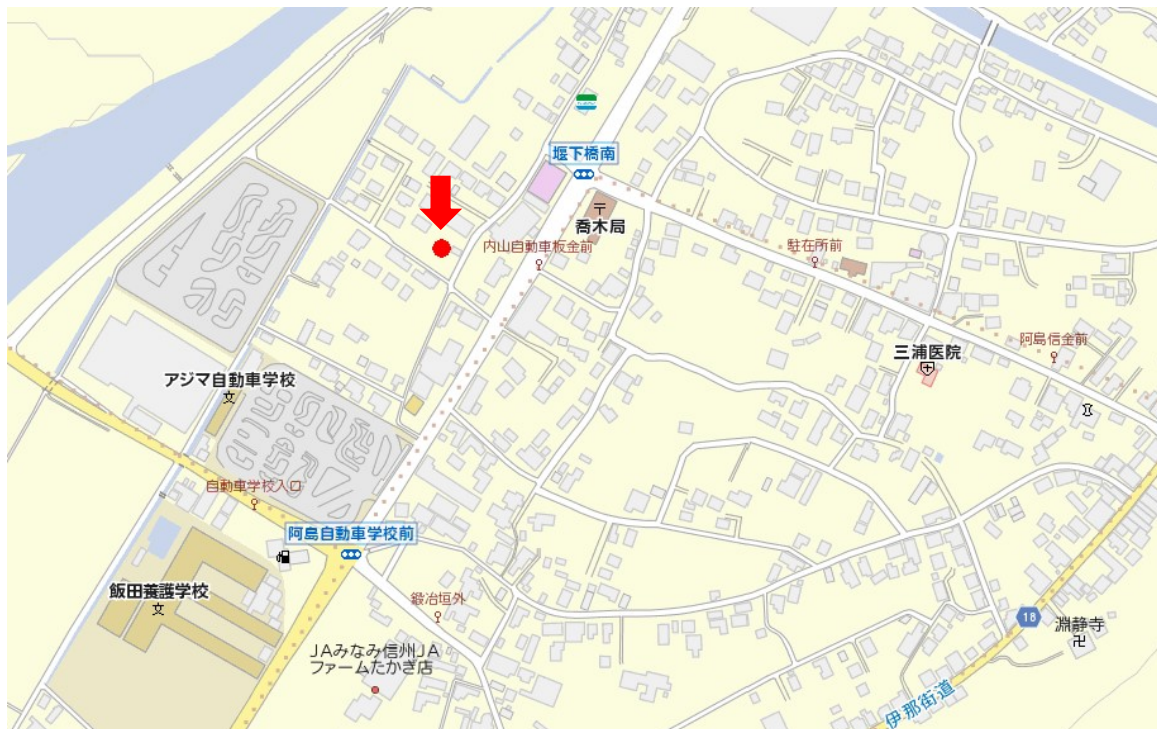 堰下橋南
喬木局
内山自動車板金前
駐在所前
阿島信金前
三浦医院
アジマ自動車学校
自動車学校入口
阿島自動車学校前
飯田養護学校
鍛冶垣外
JAみなみ信州JA
ファームたかぎ店
18
淵静寺
伊那街道